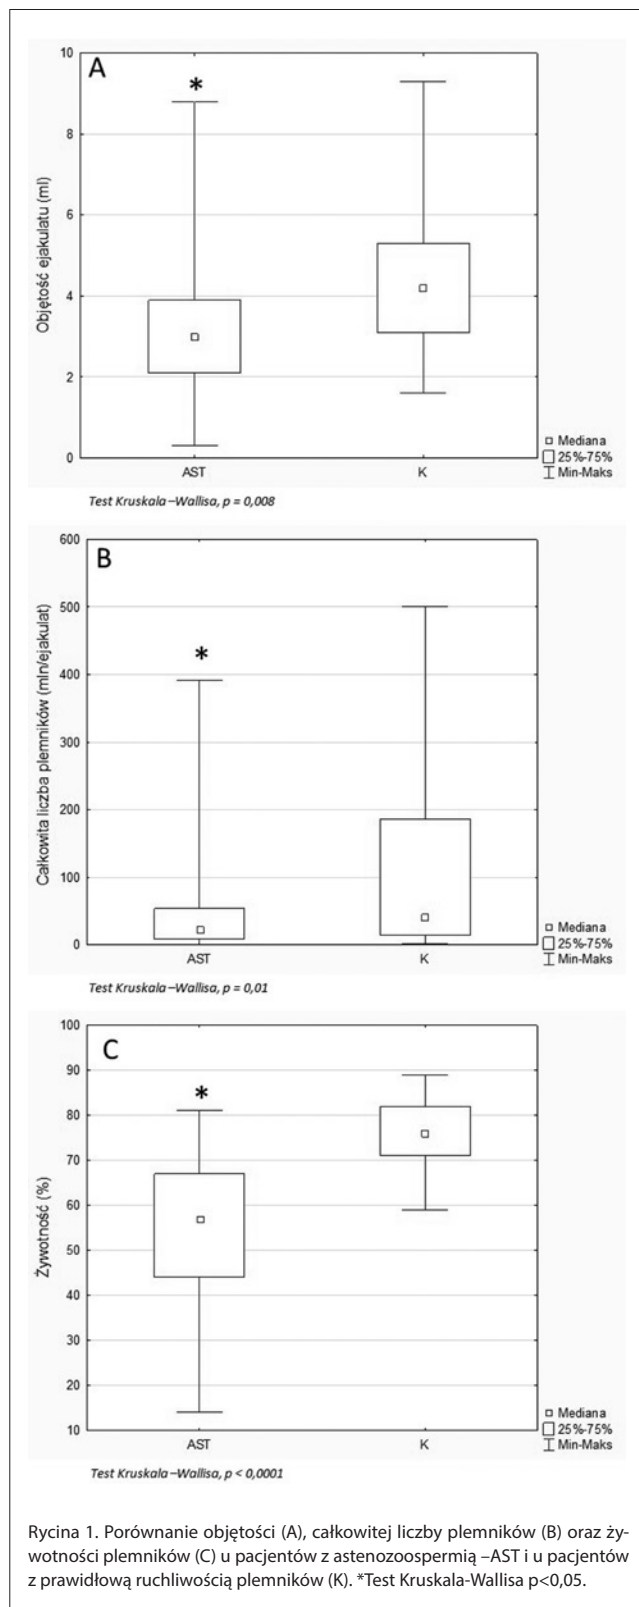 A
*
10
8
6
4
2
0
Objętość ejakulatu (ml)
AST
K
Mediana
25%-75%
Min-Maks
Test Kruskala–Wallisa, p = 0,008
B
*
600
500
400
300
200
100
0
Całkowita liczba plemników (mln/ejakulat)
AST
K
Mediana
25%-75%
Min-Maks
Test Kruskala–Wallisa, p = 0,01
C
*
100
90
80
70
60
50
40
30
20
10
Żywotność (%)
AST
K
Mediana
25%-75%
Min-Maks
Test Kruskala–Wallisa, p < 0,0001
Rycina 1. Porównanie objętości (A), całkowitej liczby plemników (B) oraz ży-
wotności plemników (C) u pacjentów z astenozoospermią –AST i u pacjentów
z prawidłową ruchliwością plemników (K). *Test Kruskala-Wallisa p<0,05.